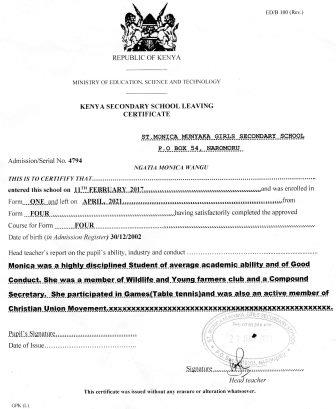 ED/B 100 (Rev.)
REPUBLIC OF KENYA
MINISTRY OF EDUCATION, SCIENCE AND TECHNOLOGY
KENYA SECONDARY SCHOOL LEAVING
CERTIFICATE
ST.MONICA MUNYAKA GIRLS SECONDARY SCHOOL
P.O BOX 54, NAROMORU
Admission/Serial No. 4794
NGATIA MONICA WANGU
THIS IS TO CERTIFIFY THAT
entered this school on 11TH FEBRUARY 2017 and was enrolled in
Form ONE and left on APRIL, 2021 from
Form FOUR having satisfactorily completed the approved
Course for Form FOUR
Date of birth (in Admission Register) 30/12/2002
Head teacher's report on the pupil's ability, industry and conduct
Monica was a highly disciplined Student of average academic ability and of Good
Conduct. She was a member of Wildlife and Young farmers club and a Compound
Secretary. She participated in Games(Table tennis)and was also an active member of
Christian Union Movement.
Pupil's Signature
Date of Issue
Signature
Head teacher
This certificate was issued without any erasure or alteration whatsoever.
GPK (L)